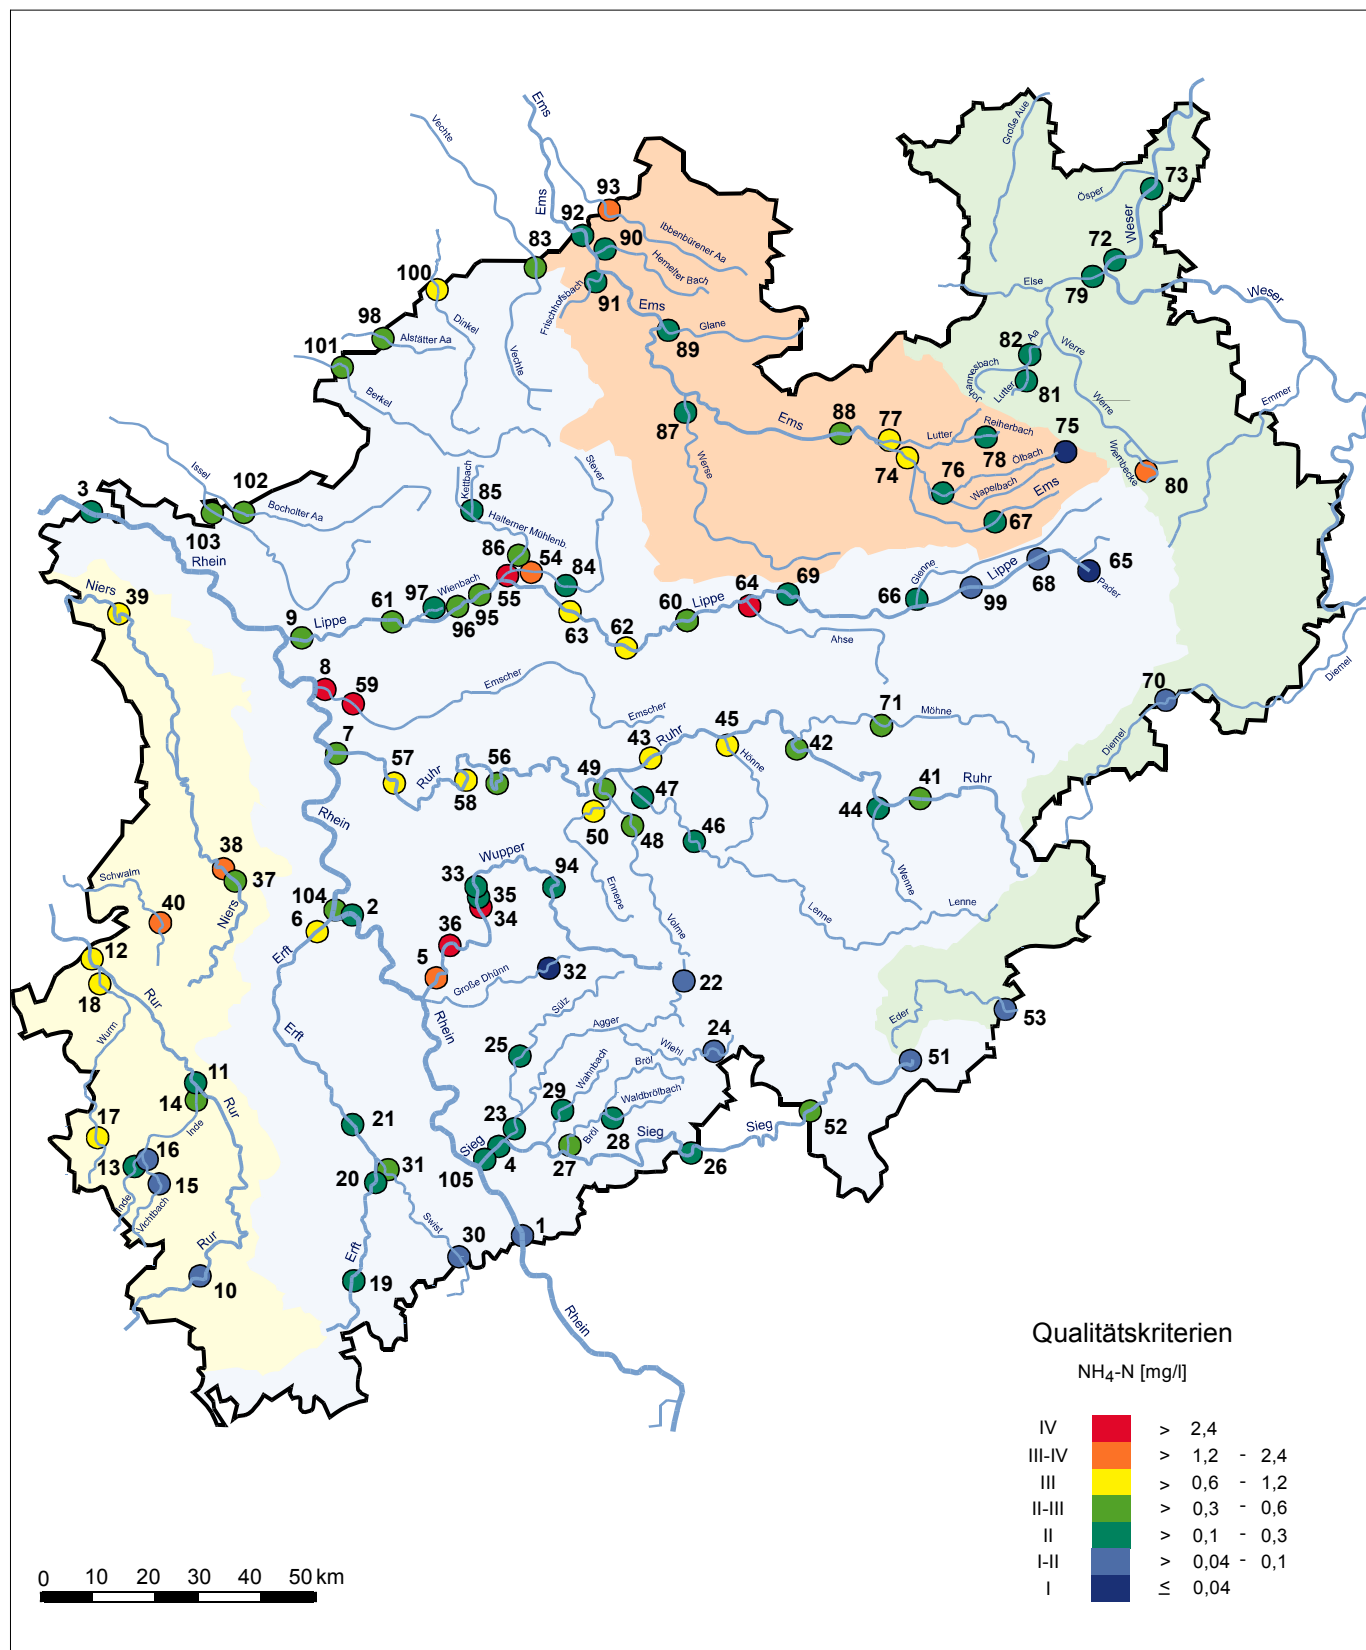 Ems
Vechte
Große Aue
93
Ösper
73
Ems
92
90
Ibbenbürener Aa
Weser
83
Hemelter Bach
72
100
91
Frischhofsbach
Else
79
Weser
Ems
98
Dinkel
Glane
Alstätter Aa
89
101
Vechte
82
Aa
Werre
Johannesbach
Berkel
Lutter
81
Emmer
Werre
87
Ems
88
77
Lutter
Reiherbach
75
78
Ölbach
74
76
Wapelbach
Ems
Wembecke
80
Werse
Stever
Kettbach
Issel
3
102
85
Bocholter Aa
Halterner Mühlenb.
67
103
Rhein
86
54
84
Glenne
Lippe
68
65
Pader
Niers
39
Wienbach
97
55
64
69
66
99
61
Lippe
96
95
63
60
Lippe
9
62
Ahse
8
59
Emscher
Emscher
70
Diemel
71
Möhne
7
43
Ruhr
45
42
Diemel
57
56
Hönne
Ruhr
58
49
47
41
Ruhr
50
48
46
44
Rhein
Wupper
38
37
33
94
Ennepe
Wenne
Schwalm
35
104
2
34
Lenne
Lenne
40
Niers
6
36
Volme
12
Erft
5
32
Große Dhünn
22
18
Rur
Sülz
Eder
53
Wurm
Erft
Rhein
Agger
24
25
Wiehl
51
Bröl
11
Wahnbach
14
Rur
29
Waldbrölbach
17
21
23
52
Inde
28
Sieg
Sieg
16
Sieg
Bröl
13
31
4
27
26
15
20
105
Inde
Vichtbach
Swist
Rur
Erft
30
1
10
19
Rhein
Qualitätskriterien
NH4-N [mg/l]
IV > 2,4
III-IV > 1,2 - 2,4
III > 0,6 - 1,2
II-III > 0,3 - 0,6
II > 0,1 - 0,3
I-II > 0,04 - 0,1
I ≤ 0,04
0 10 20 30 40 50 km